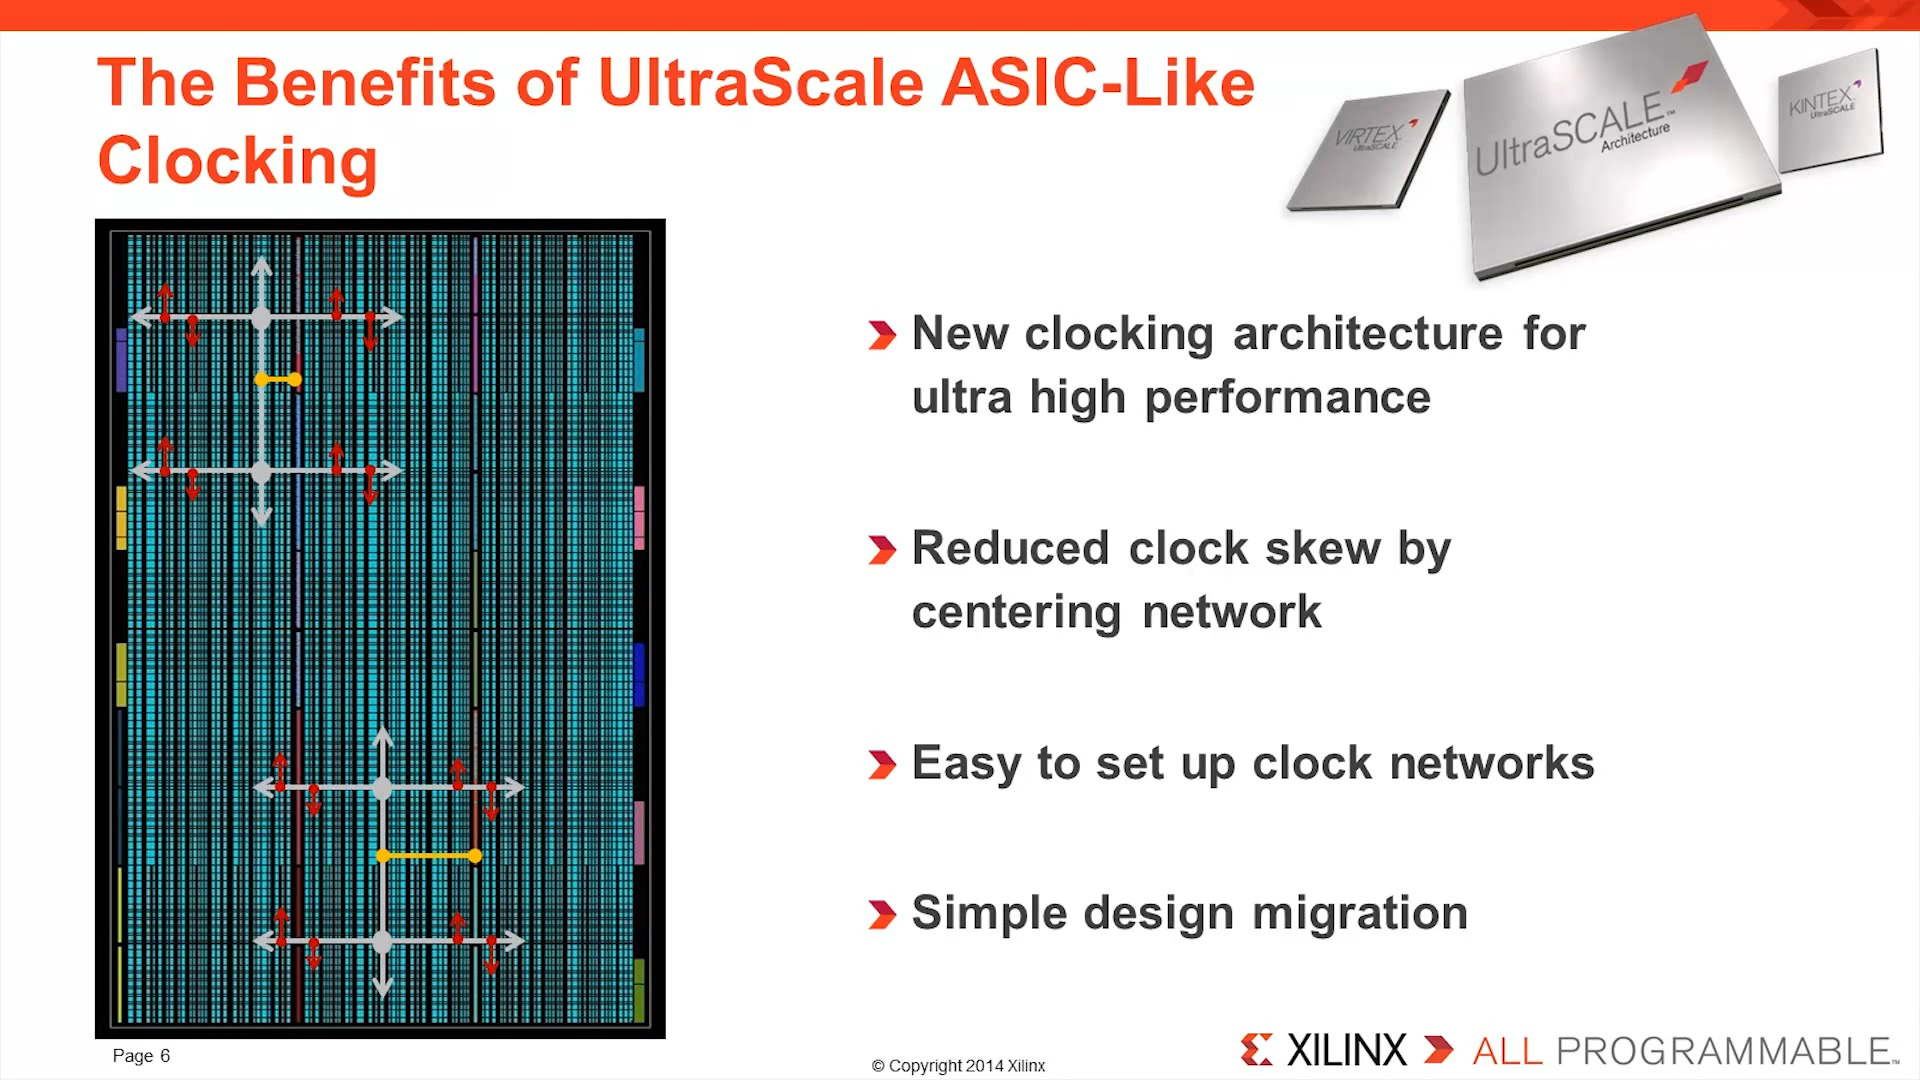 The Benefits of UltraScale ASIC-Like
Clocking
VIRTEX
UltraSCALE
UltraSCALE™
Architecture
KINTEX
UltraSCALE
New clocking architecture for
ultra high performance
Reduced clock skew by
centering network
Easy to set up clock networks
Simple design migration
Page 6
© Copyright 2014 Xilinx
XILINX ALL PROGRAMMABLE™